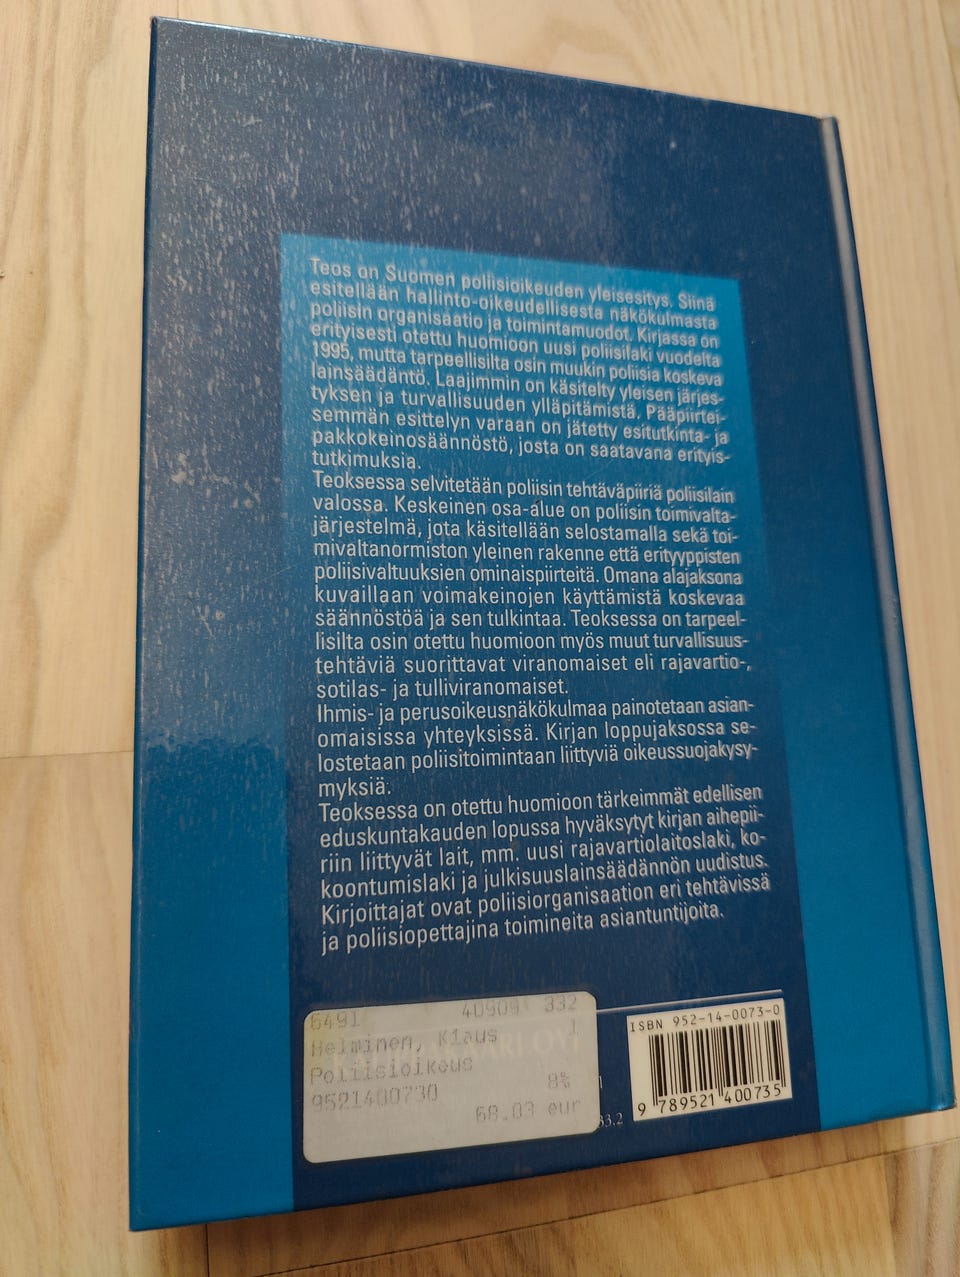 Teos on Suomen poliisioikeuden yleisesitys. Siinä
esitellään hallinto-oikeudellisesta näkökulmasta
poliisin organisaatio ja toimintamuodot. Kirjassa on
erityisesti otettu huomioon uusi poliisilaki vuodelta
1995, mutta tarpeellisilta osin muukin poliisia koskeva
lainsäädäntö. Laajimmin on käsitelty yleisen järjes-
tyksen ja turvallisuuden ylläpitämistä. Pääpiirtei-
semmän esittelyn varaan on jätetty esitutkinta- ja
pakkokeinosäännöstö, josta on saatavana erityis-
tutkimuksia.
Teoksessa selvitetään poliisin tehtäväpiiriä poliisilain
valossa. Keskeinen osa-alue on poliisin toimivalta-
järjestelmä, jota käsitellään selostamalla sekä toi-
mivaltanormiston yleinen rakenne että erityyppisten
poliisivaltuuksien ominaispiirteitä. Omana alajaksona
kuvaillaan voimakeinojen käyttämistä koskevaa
säännöstöä ja sen tulkintaa. Teoksessa on tarpeel-
lisilta osin otettu huomioon myös muut turvallisuus-
tehtäviä suorittavat viranomaiset eli rajavartio-,
sotilas- ja tulliviranomaiset.
Ihmis- ja perusoikeusnäkökulmaa painotetaan asian-
omaisissa yhteyksissä. Kirjan loppujaksossa se-
lostetaan poliisitoimintaan liittyviä oikeussuojakysy-
myksiä.
Teoksessa on otettu huomioon tärkeimmät edellisen
eduskuntakauden lopussa hyväksytyt kirjan aihepii-
riin liittyvät lait, mm. uusi rajavartiolaitoslaki, ko-
koontumislaki ja julkisuuslainsäädännön uudistus.
Kirjoittajat ovat poliisiorganisaation eri tehtävissä
ja poliisiopettajina toimineita asiantuntijoita.
6491 40909 332
Helminen, Klaus 1
Poliisioikeus
9521400730 8%
68.03 eur
33.2
ISBN 952-14-0073-0
9 789521 400735